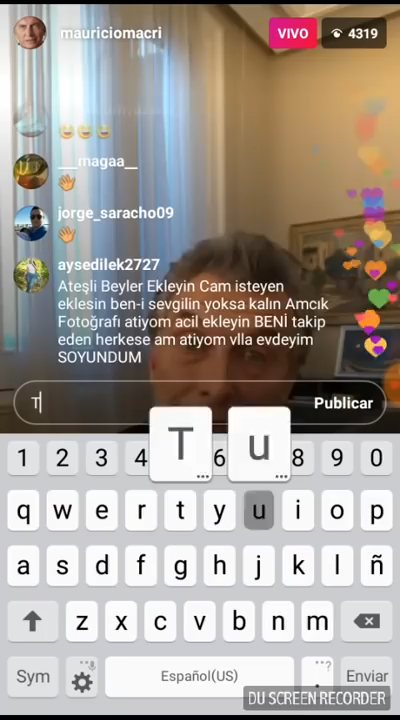 mauriciomacri VIVO 4319
😂😂😂
___magaa__
👋
jorge_saracho09
👋
aysedilek2727
Ateşli Beyler Ekleyin Cam isteyen
eklesin ben-i sevgilin yoksa kalın Amcık
Fotoğrafı atiyom acil ekleyin BENİ takip
eden herkese am atiyom vlla evdeyim
SOYUNDUM
T Publicar
T u
1 2 3 4 6 8 9 0
q w e r t y u i o p
a s d f g h j k l ñ
z x c v b n m
Sym Español(US) . ...? Enviar
DU SCREEN RECORDER